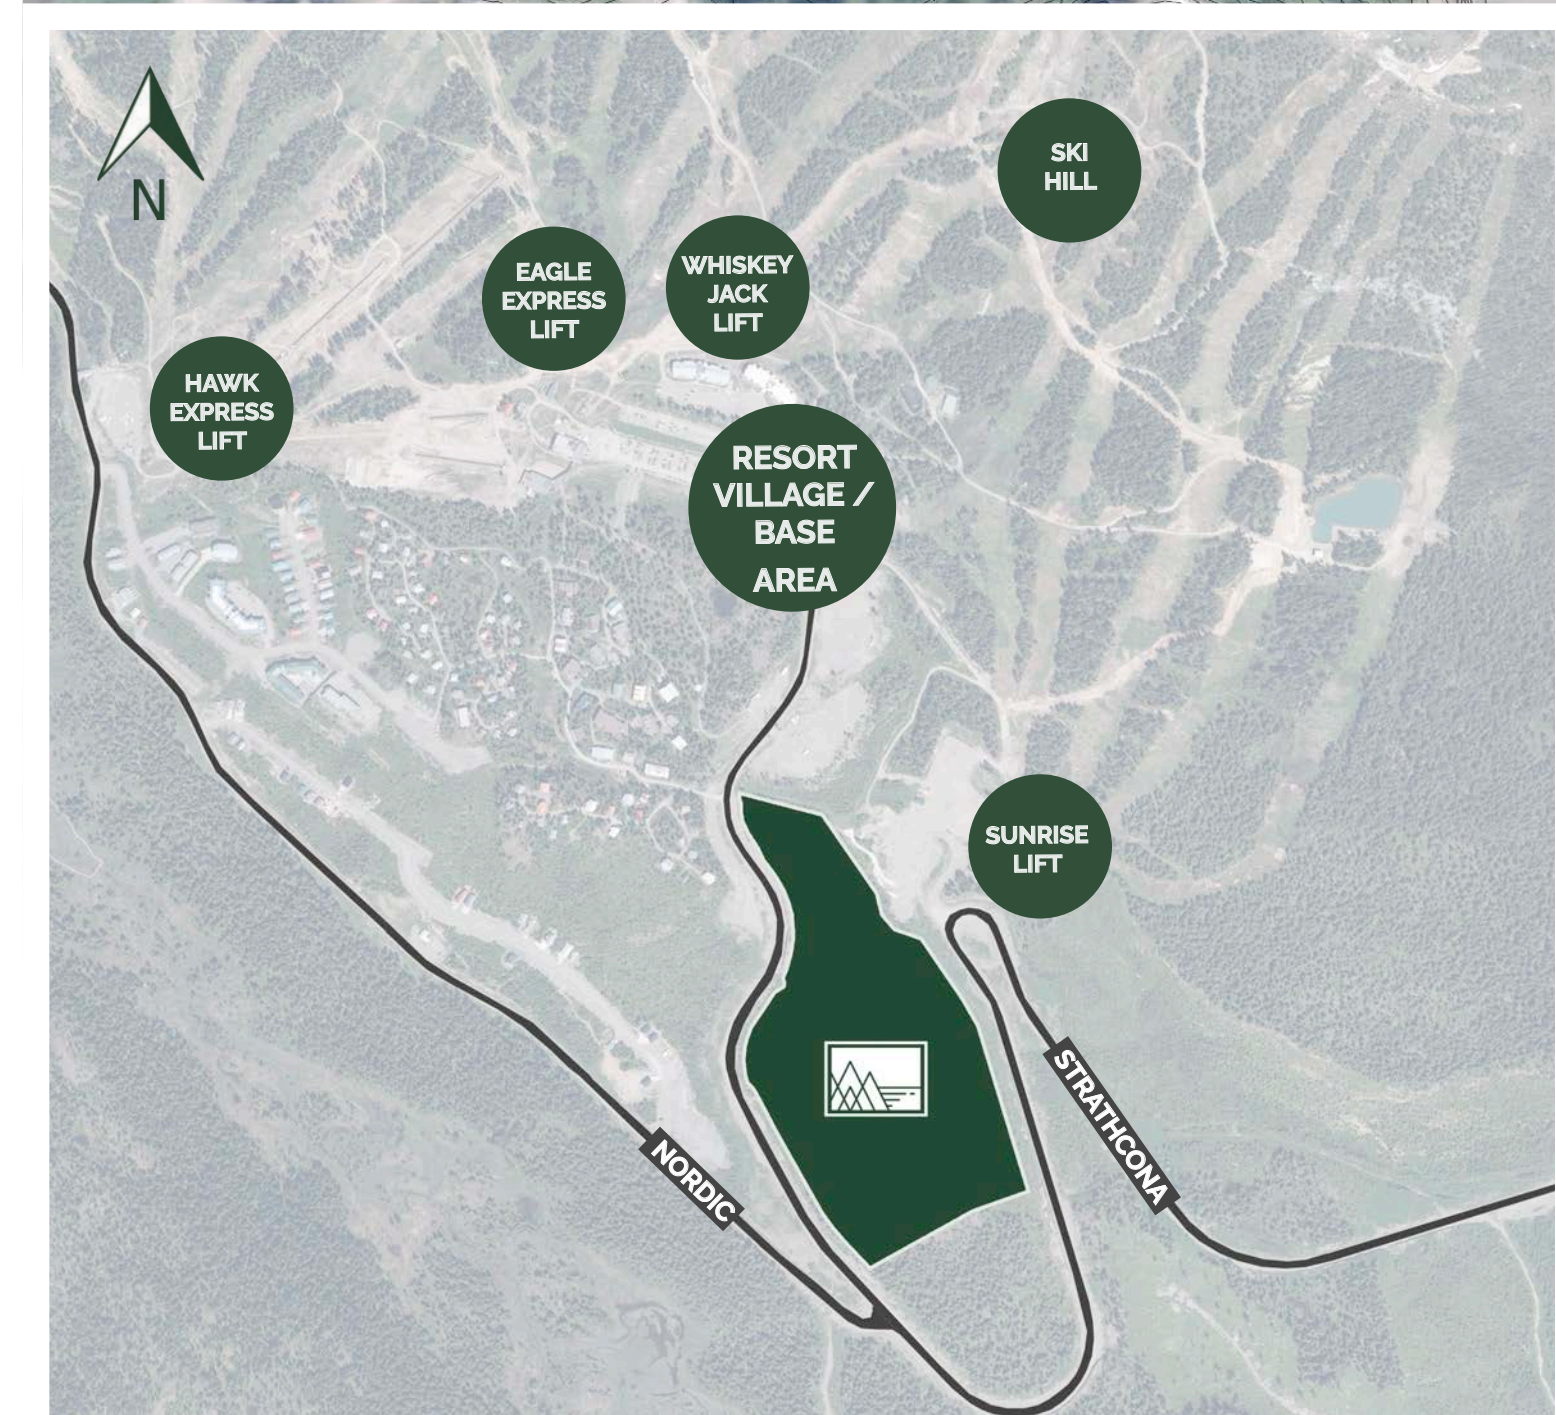 N
SKI
HILL
EAGLE
EXPRESS
LIFT
WHISKEY
JACK
LIFT
HAWK
EXPRESS
LIFT
RESORT
VILLAGE /
BASE
AREA
SUNRISE
LIFT
STRATHCONA
NORDIC